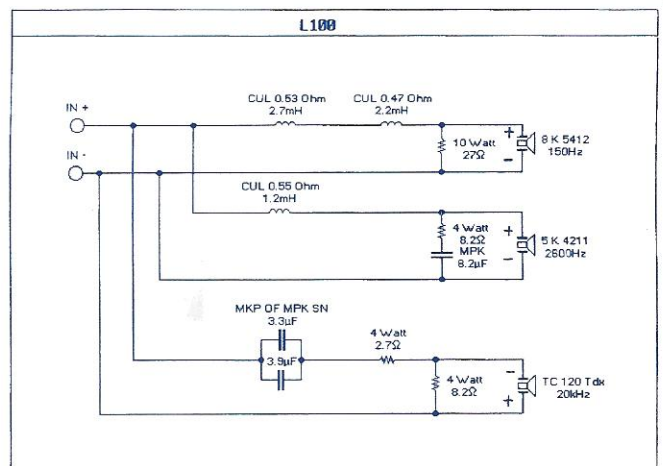 L100
IN +
CUL 0.53 Ohm
2.7mH
CUL 0.47 Ohm
2.2mH
10 Watt
27Ω
+
-
8 K 5412
150Hz
IN -
CUL 0.55 Ohm
1.2mH
4 Watt
8.2Ω
MPK
8.2µF
+
-
5 K 4211
2600Hz
MKP OF MPK SN
3.3µF
3.9µF
4 Watt
2.7Ω
4 Watt
8.2Ω
-
+
TC 120 Tdx
20kHz